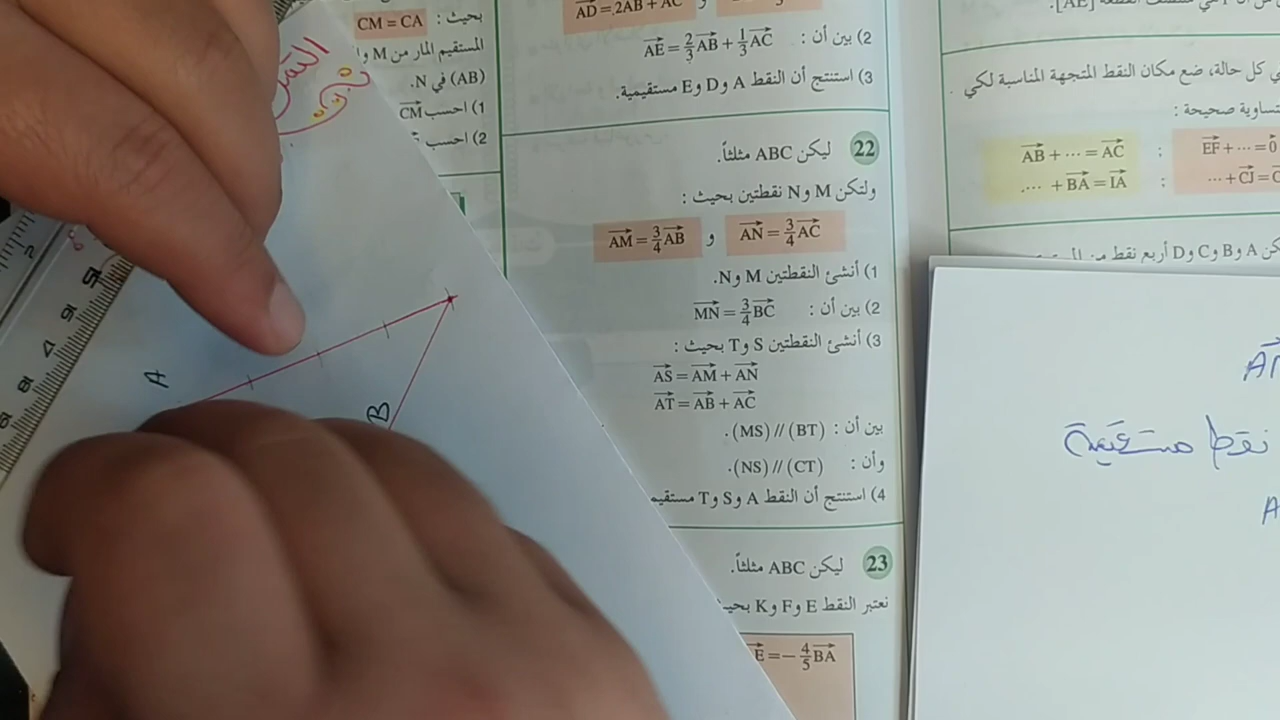 بحيث : CM = CA
المستقيم المار من M
(AB) في N.
1) احسب CM
2) احسب
AD = 2AB + AC و
2) بين أن : AE = 2/3 AB + 1/3 AC
3) استنتج أن النقط A و D و E مستقيمية.
22 ليكن ABC مثلثاً.
ولتكن M و N نقطتين بحيث :
AM = 3/4 AB و AN = 3/4 AC
1) أنشئ النقطتين M و N.
2) بين أن : MN = 3/4 BC
3) أنشئ النقطتين S و T بحيث :
AS = AM + AN
AT = AB + AC
بين أن : (MS) // (BT).
وأن : (NS) // (CT).
4) استنتج أن النقط A و S و T
23 ليكن ABC مثلثاً.
نعتبر النقط E و F و K
E = - 4/5 BA
[AE].
كل حالة، ضع مكان النقط المتجهة المناسبة لكي
صحيحة :
EF + ... = 0 : AB + ... = AC
... + CJ = : ... + BA = IA
A و B و C و D أربع نقط من
A
B
نقط مستقيمية